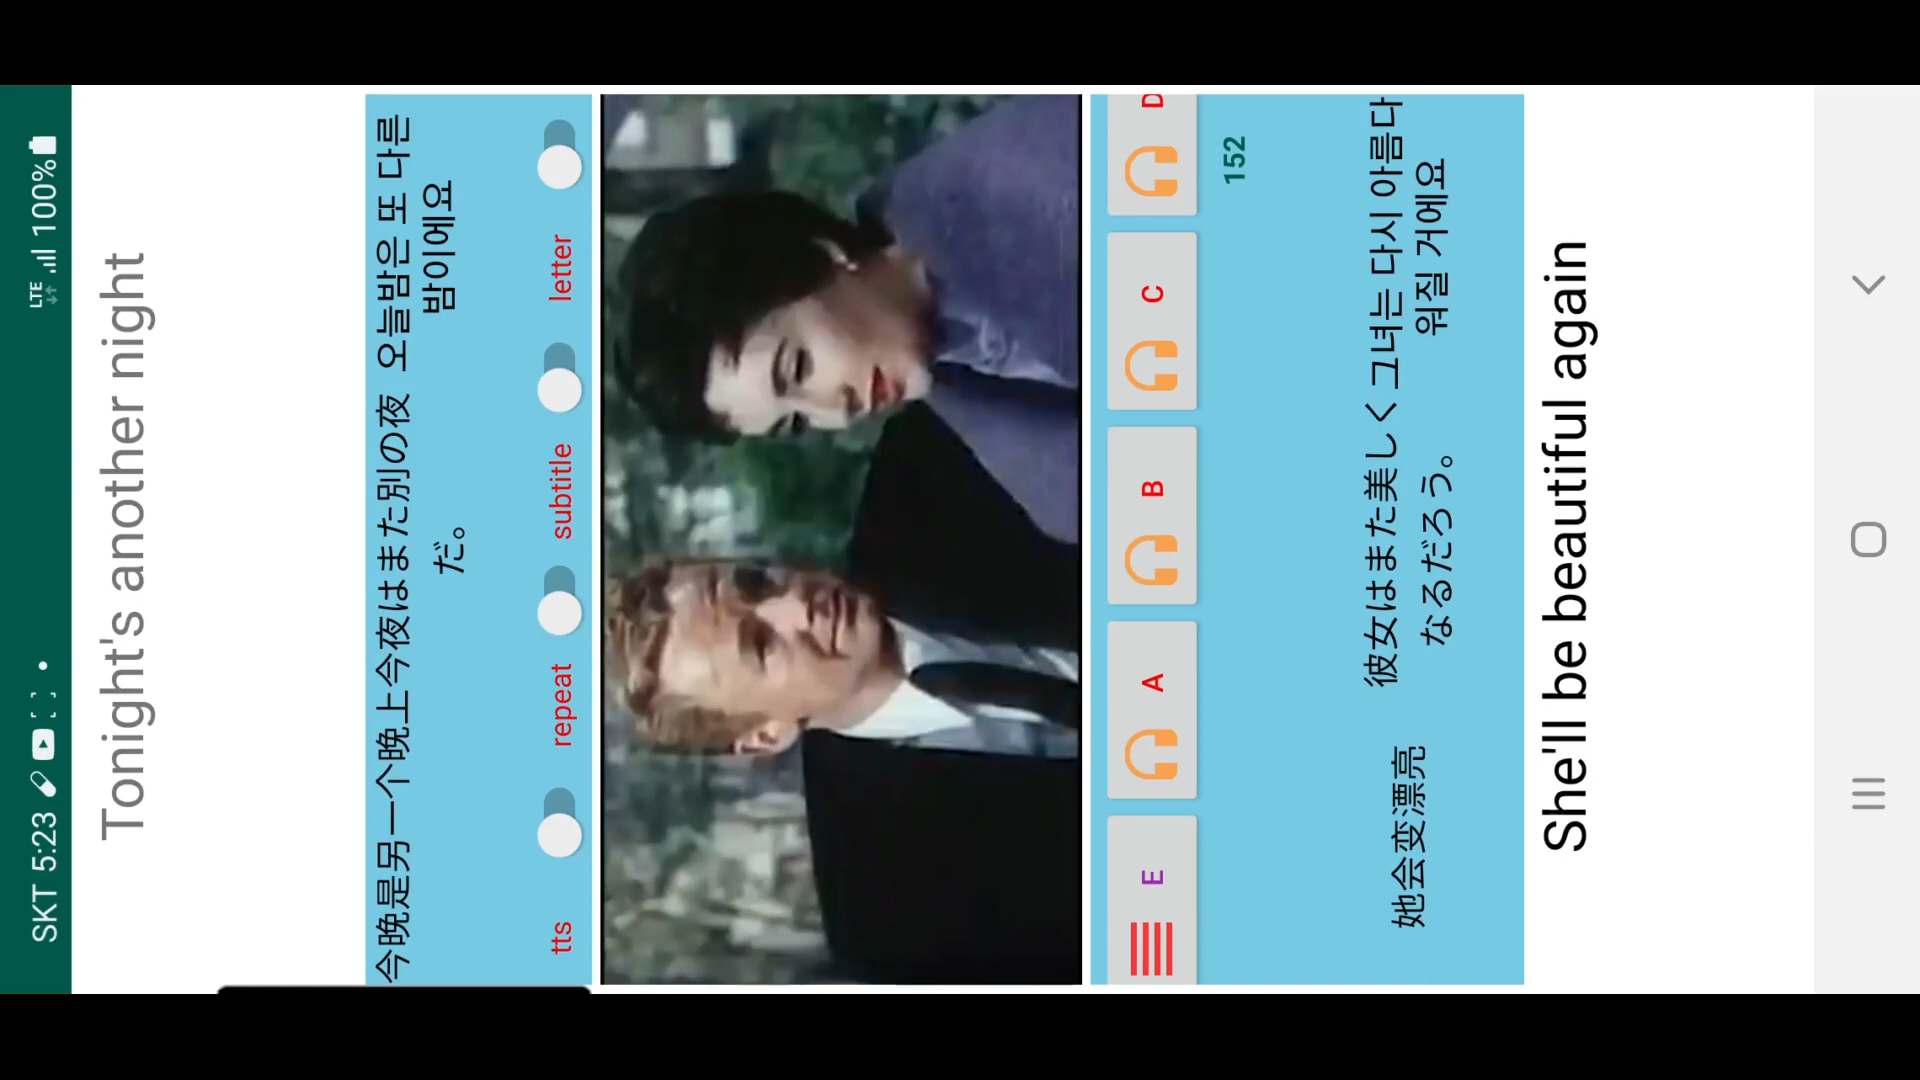 SKT 5:23
LTE
100%
Tonight's another night
今晚是另一个晚上
今夜はまた別の夜
だ。
오늘밤은 또 다른
밤이에요
tts
repeat
subtitle
letter
E
A
B
C
D
152
她会变漂亮
彼女はまた美しく
なるだろう。
그녀는 다시 아름다
워질 거에요
She'll be beautiful again